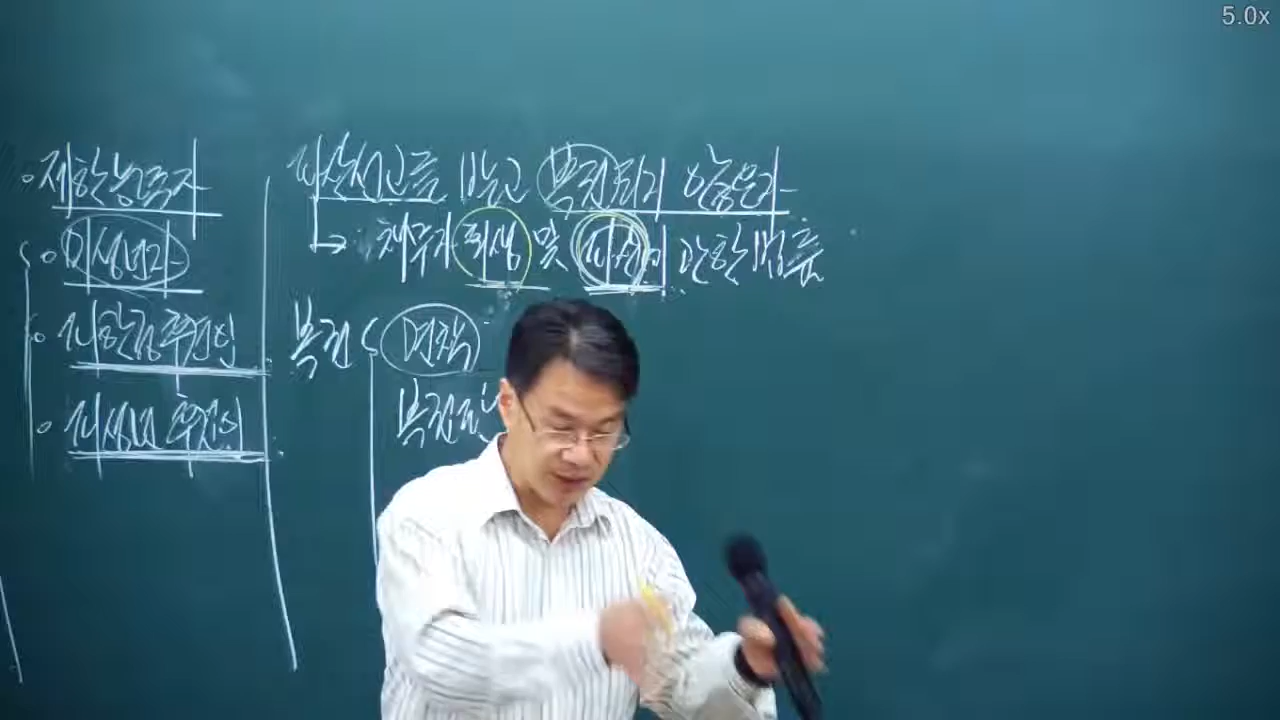 5.0x
제한능력자
미성년자
피한정후견인
피성년후견인
파산선고를 받고 복권되지 아니한 자
채무자 회생 및 파산에 관한 법률
복권
면책
복권